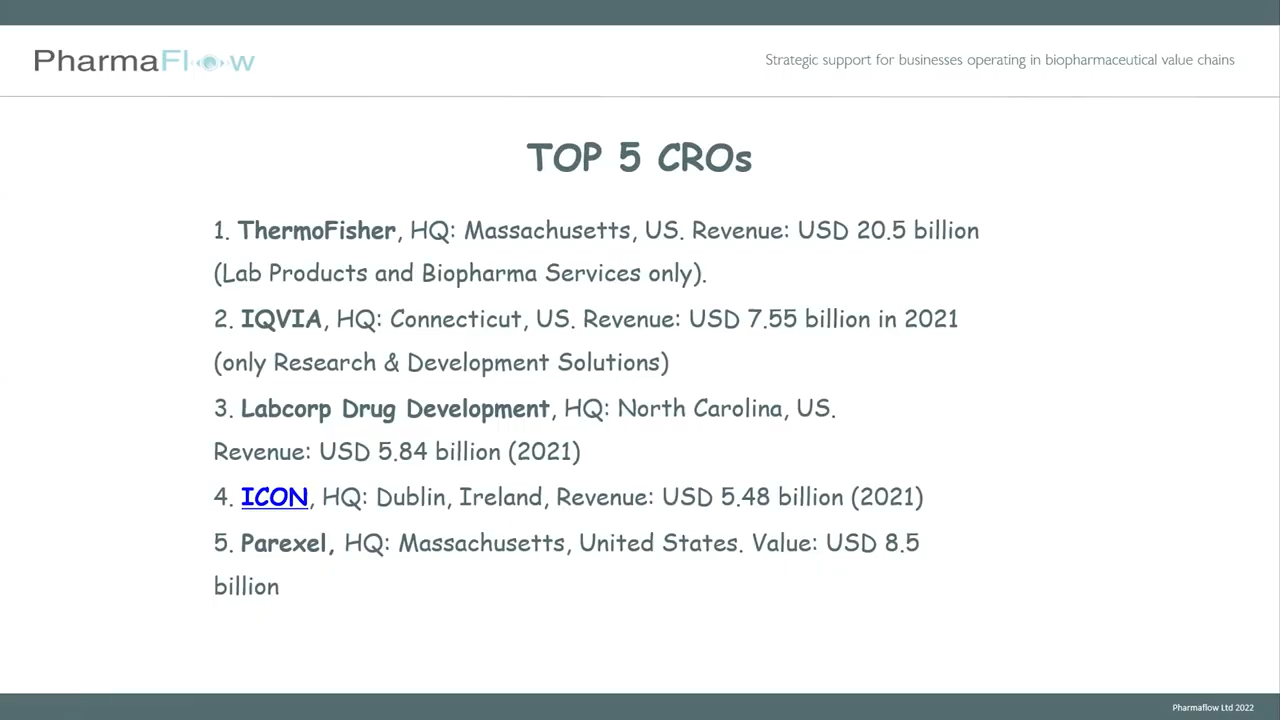 PharmaFlow
Strategic support for businesses operating in biopharmaceutical value chains
TOP 5 CROs
1. ThermoFisher, HQ: Massachusetts, US. Revenue: USD 20.5 billion
(Lab Products and Biopharma Services only).
2. IQVIA, HQ: Connecticut, US. Revenue: USD 7.55 billion in 2021
(only Research & Development Solutions)
3. Labcorp Drug Development, HQ: North Carolina, US.
Revenue: USD 5.84 billion (2021)
4. ICON, HQ: Dublin, Ireland, Revenue: USD 5.48 billion (2021)
5. Parexel, HQ: Massachusetts, United States. Value: USD 8.5
billion
Pharmaflow Ltd 2022